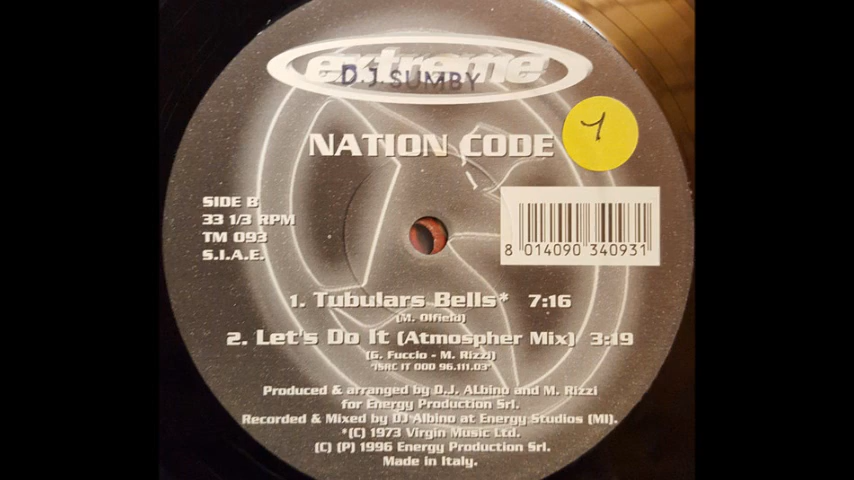 extreme
D.J. SUMBY
NATION CODE
1
SIDE B
33 1/3 RPM
TM 093
S.I.A.E.
8 014090 340931
1. Tubulars Bells* 7:16
(M. Olfield)
2. Let's Do It (Atmospher Mix) 3:19
(G. Fuccio - M. Rizzi)
"ISRC IT 00D 96.111.03"
Produced & arranged by D.J. ALbino and M. Rizzi
for Energy Production Srl.
Recorded & Mixed by DJ Albino at Energy Studios (MI).
*(C) 1973 Virgin Music Ltd.
(C) (P) 1996 Energy Production Srl.
Made in Italy.